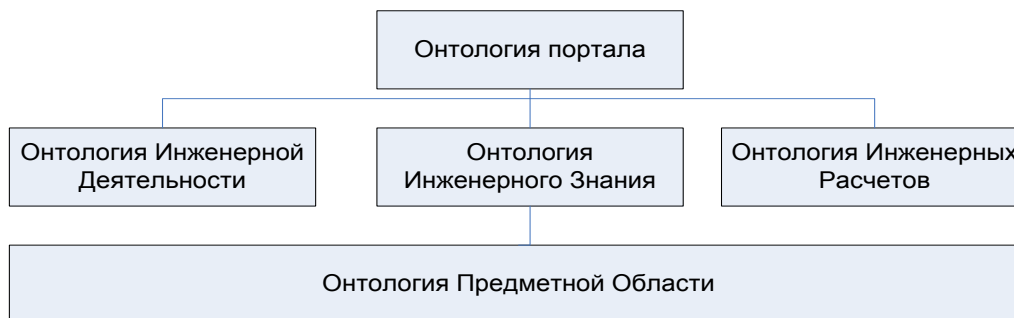 Онтология портала
Онтология Инженерной
Деятельности
Онтология
Инженерного Знания
Онтология Инженерных
Расчетов
Онтология Предметной Области